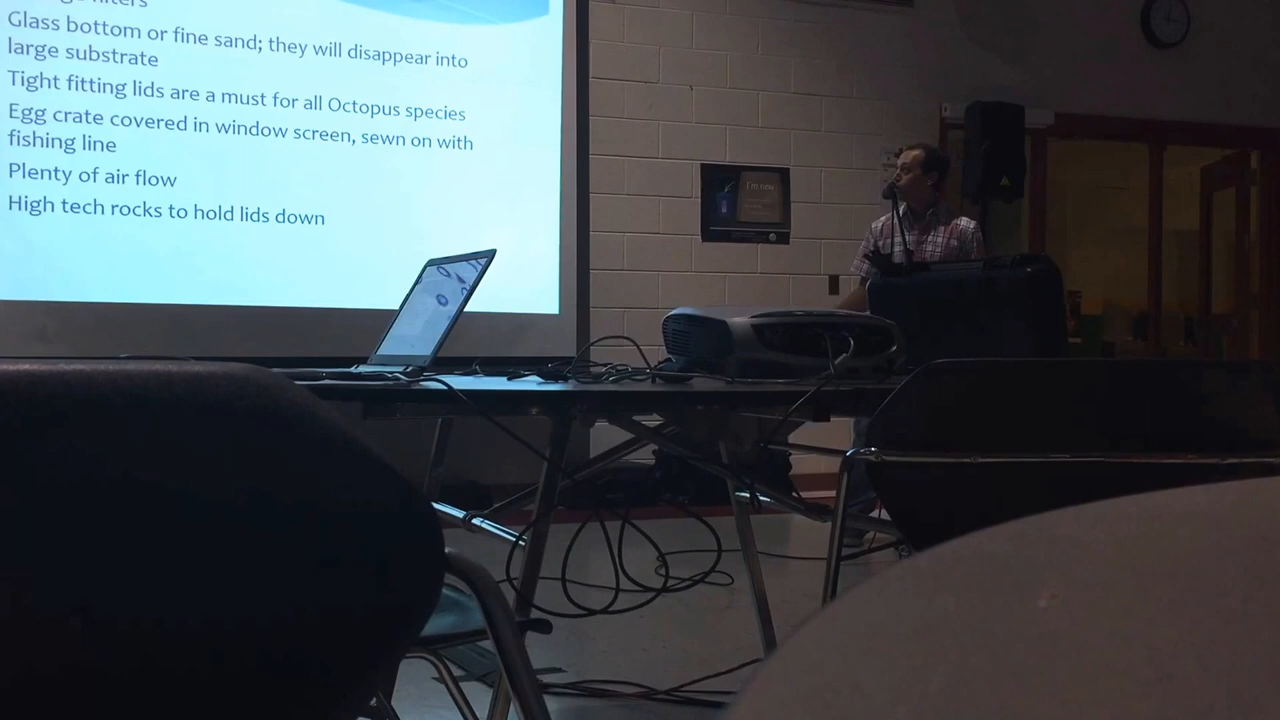 filters
Glass bottom or fine sand; they will disappear into
large substrate
Tight fitting lids are a must for all Octopus species
Egg crate covered in window screen, sewn on with
fishing line
Plenty of air flow
High tech rocks to hold lids down
I'm new